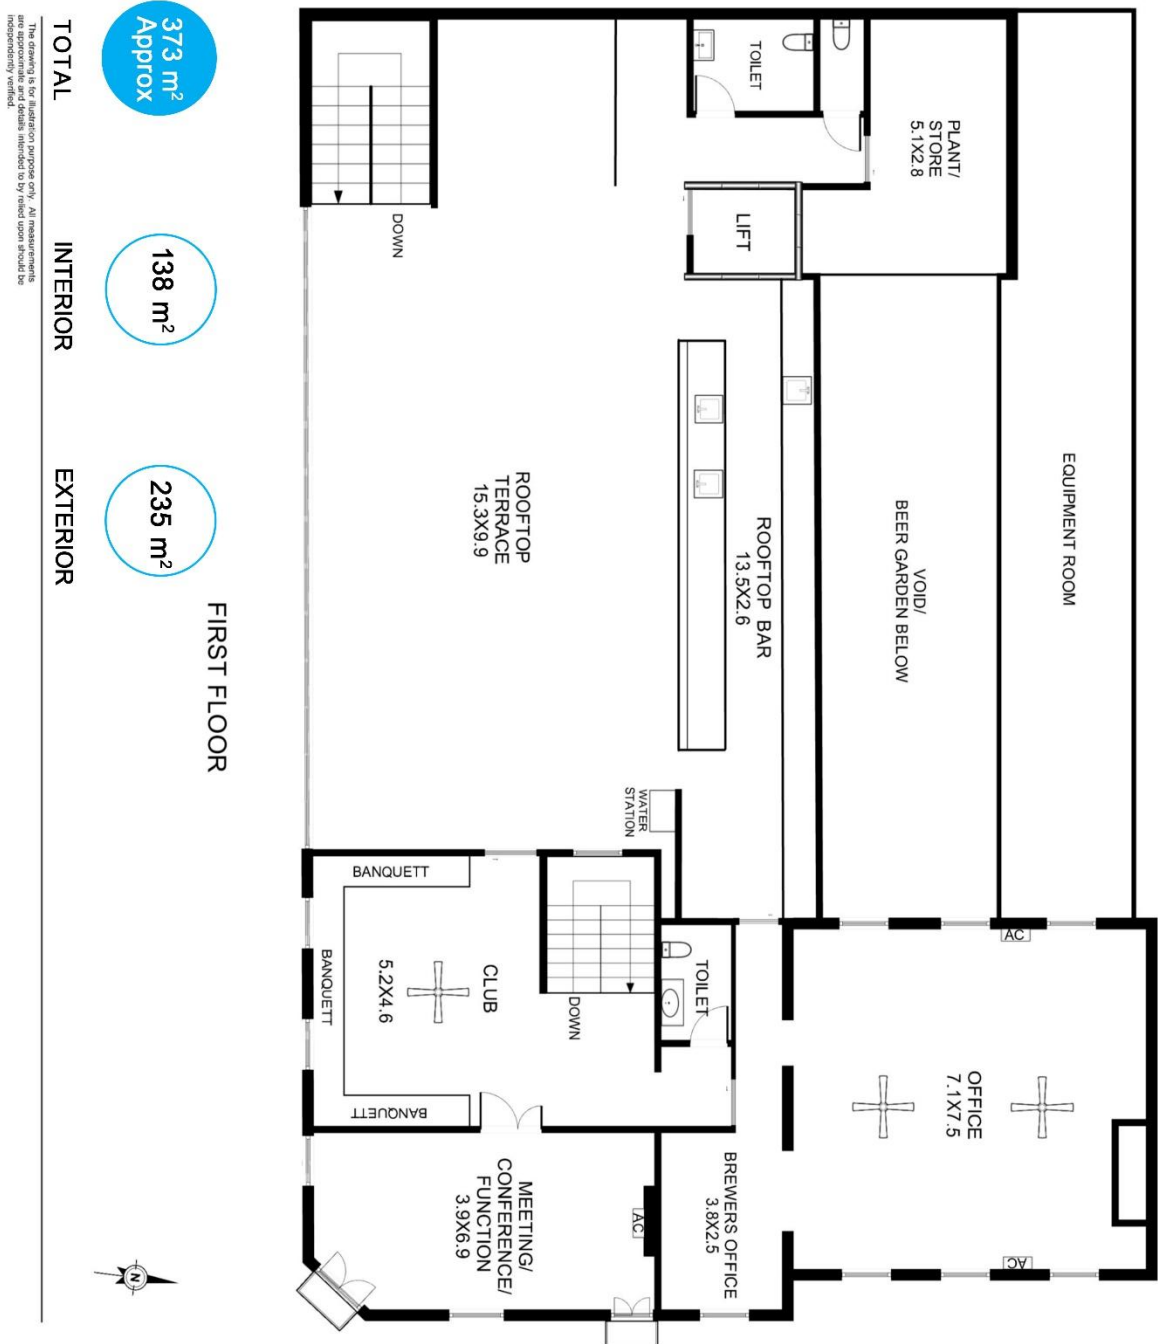 PLANT/
STORE
5.1X2.8
TOILET
LIFT
DOWN
EQUIPMENT ROOM
VOID/
BEER GARDEN BELOW
ROOFTOP BAR
13.5X2.6
ROOFTOP
TERRACE
15.3X9.9
WATER
STATION
AC
OFFICE
7.1X7.5
AC
TOILET
DOWN
BANQUETT
BANQUETT
BANQUETT
CLUB
5.2X4.6
BREWERS OFFICE
3.8X2.5
AC
MEETING/
CONFERENCE/
FUNCTION
3.9X6.9
FIRST FLOOR
N
373 m²
Approx
138 m²
235 m²
TOTAL
INTERIOR
EXTERIOR
The drawing is for illustration purpose only. All measurements
are approximate and details intended to by relied upon should be
independently verified.